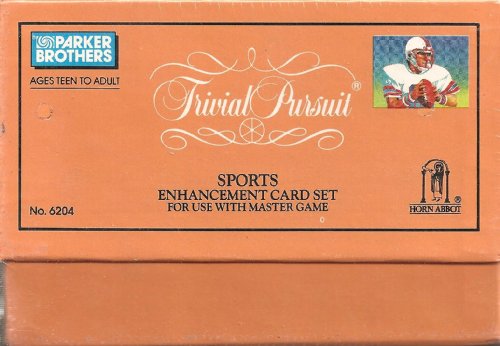 PARKER
BROTHERS
AGES TEEN TO ADULT
Trivial Pursuit®
SPORTS
ENHANCEMENT CARD SET
FOR USE WITH MASTER GAME
No. 6204
HORN ABBOT ®